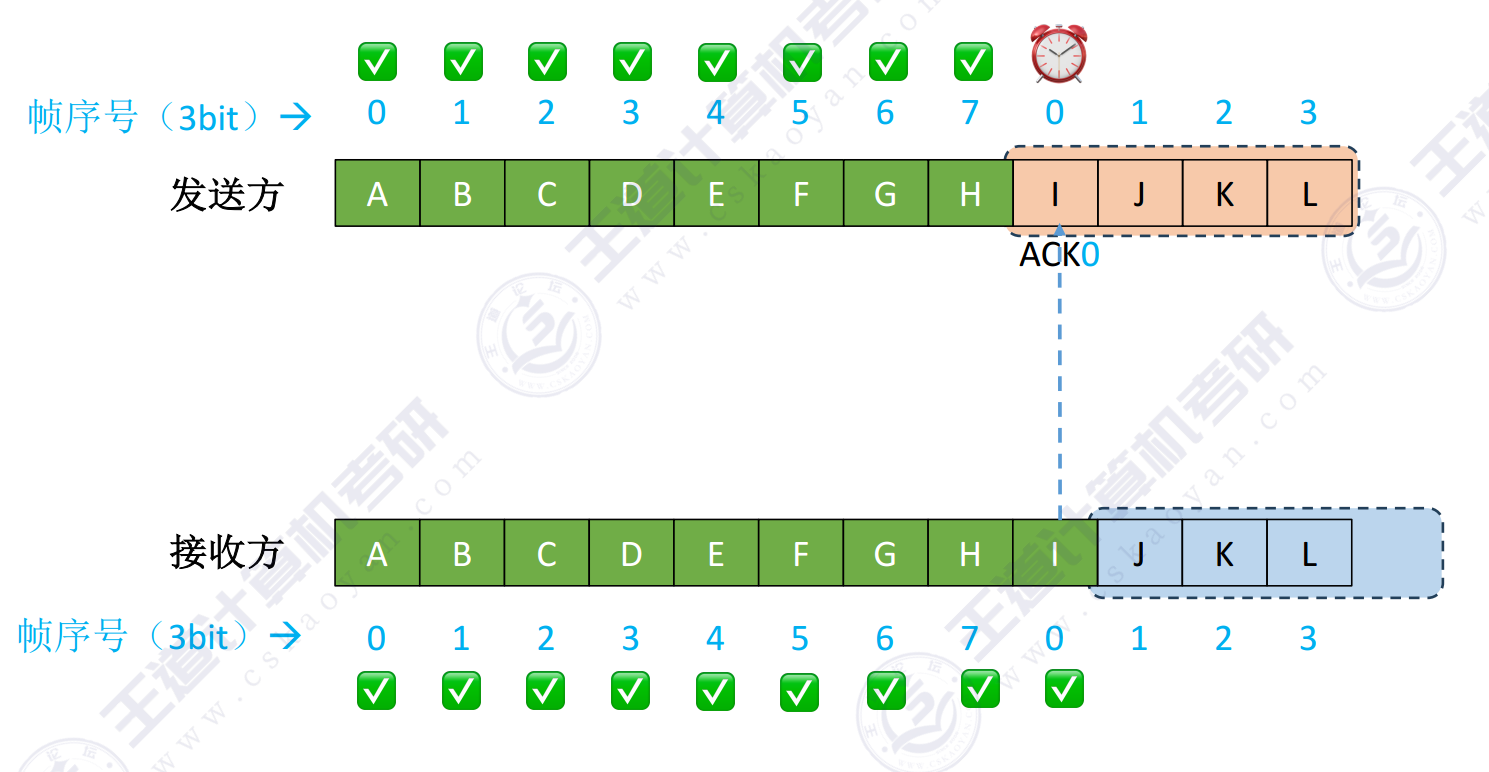 帧序号（3bit）→ 0 1 2 3 4 5 6 7 0 1 2 3
发送方 A B C D E F G H I J K L
ACK0
接收方 A B C D E F G H I J K L
帧序号（3bit）→ 0 1 2 3 4 5 6 7 0 1 2 3
王道计算机考研
www.cskaoyan.com